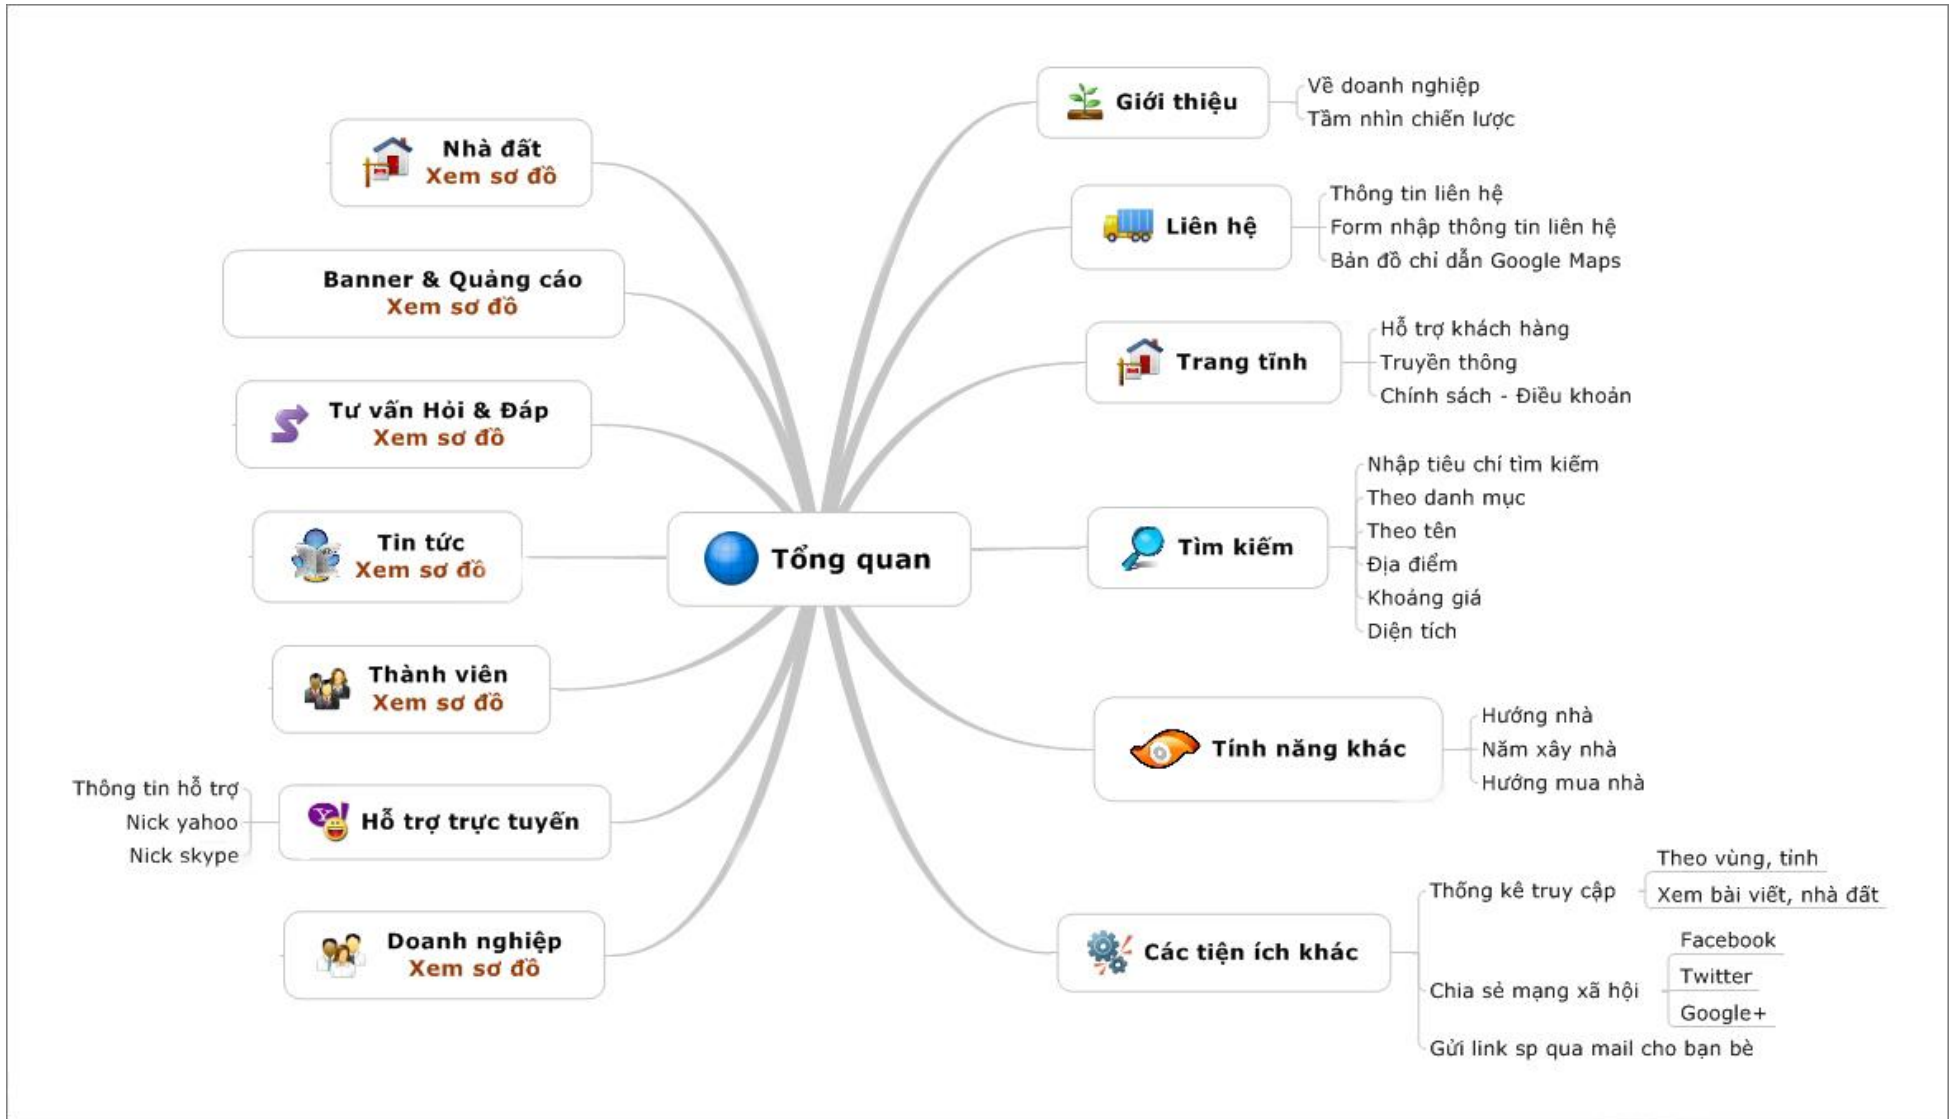 Nhà đất
Xem sơ đồ
Banner & Quảng cáo
Xem sơ đồ
Tư vấn Hỏi & Đáp
Xem sơ đồ
Tin tức
Xem sơ đồ
Thành viên
Xem sơ đồ
Hỗ trợ trực tuyến
Thông tin hỗ trợ
Nick yahoo
Nick skype
Doanh nghiệp
Xem sơ đồ
Tổng quan
Giới thiệu
Về doanh nghiệp
Tầm nhìn chiến lược
Liên hệ
Thông tin liên hệ
Form nhập thông tin liên hệ
Bản đồ chỉ dẫn Google Maps
Trang tĩnh
Hỗ trợ khách hàng
Truyền thông
Chính sách - Điều khoản
Tìm kiếm
Nhập tiêu chí tìm kiếm
Theo danh mục
Theo tên
Địa điểm
Khoảng giá
Diện tích
Tính năng khác
Hướng nhà
Năm xây nhà
Hướng mua nhà
Các tiện ích khác
Thống kê truy cập
Theo vùng, tỉnh
Xem bài viết, nhà đất
Chia sẻ mạng xã hội
Facebook
Twitter
Google+
Gửi link sp qua mail cho bạn bè